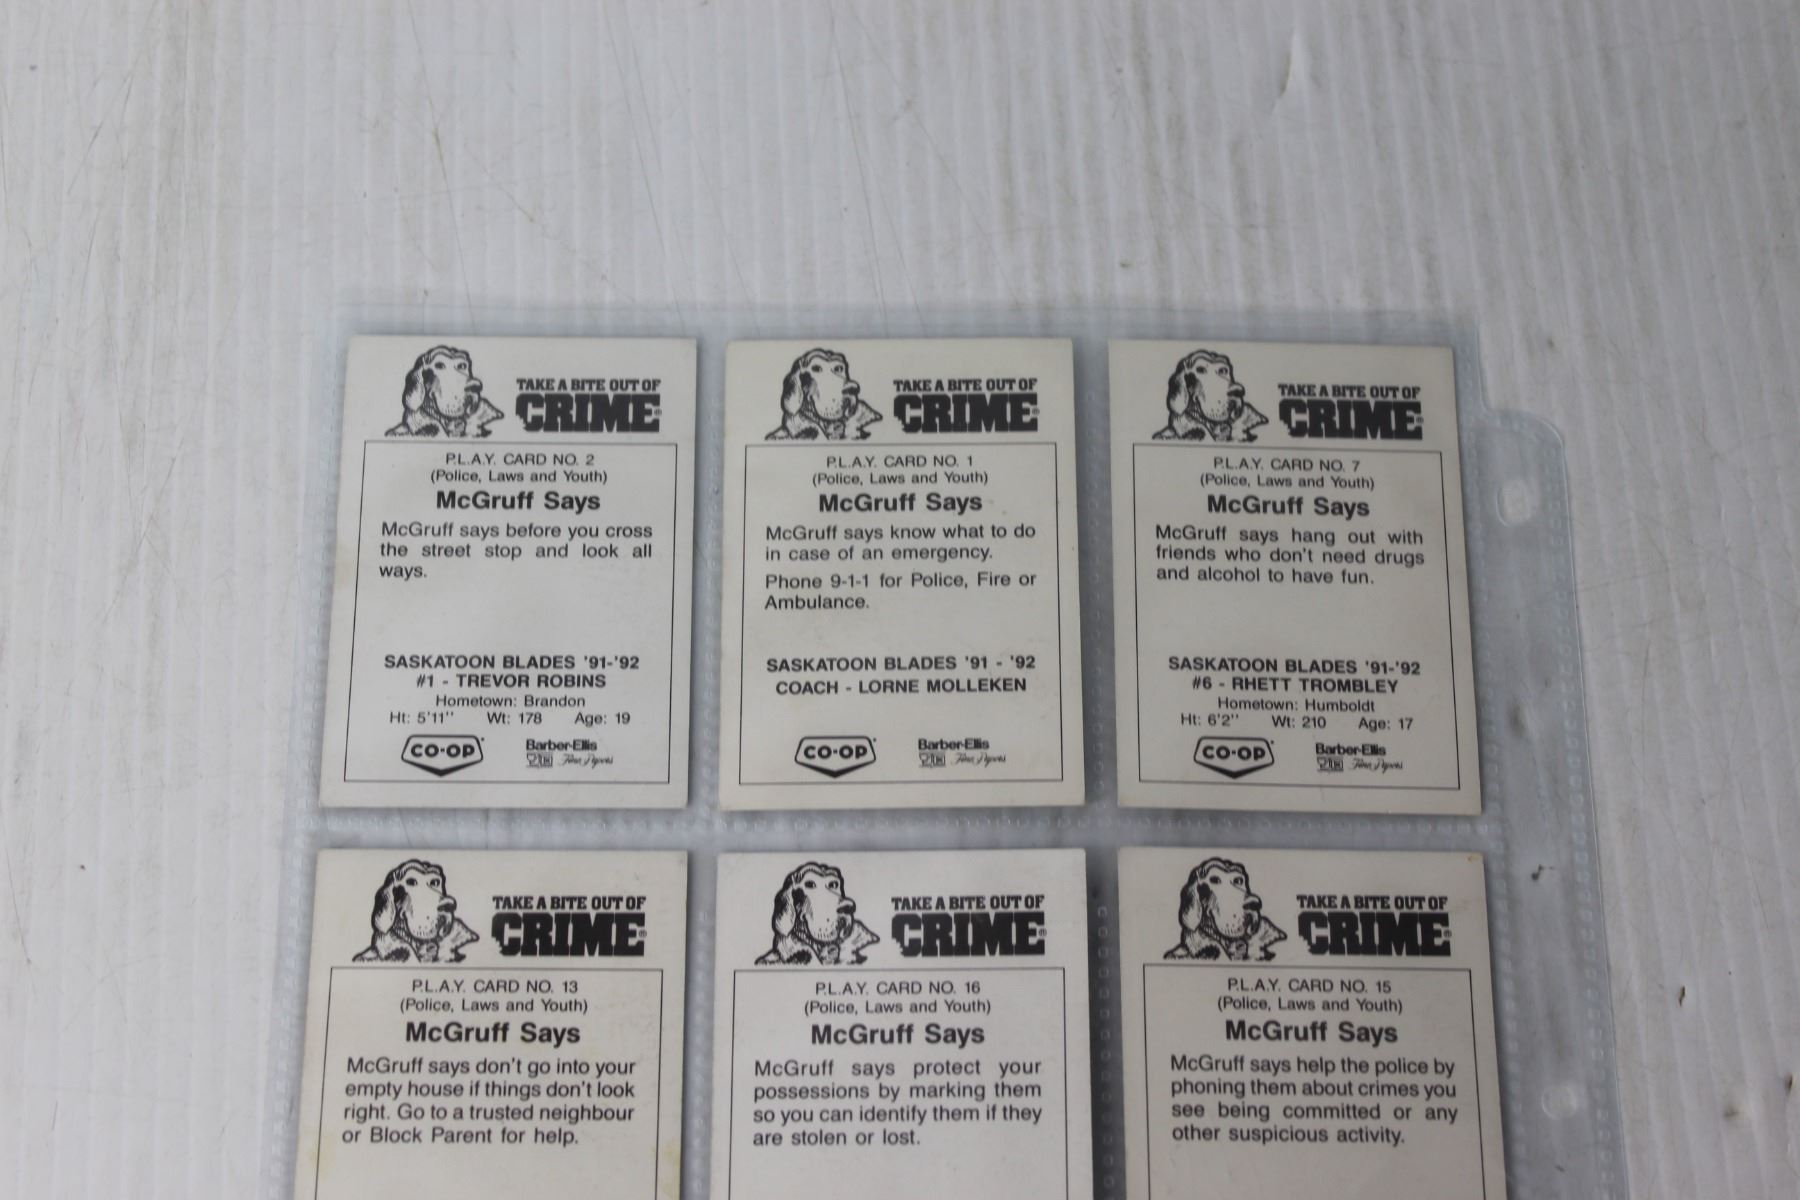 TAKE A BITE OUT OF
CRIME®
P.L.A.Y. CARD NO. 2
(Police, Laws and Youth)
McGruff Says
McGruff says before you cross
the street stop and look all
ways.
SASKATOON BLADES '91-'92
#1 - TREVOR ROBINS
Hometown: Brandon
Ht: 5'11" Wt: 178 Age: 19
CO-OP
Barber-Ellis
Fine Papers
TAKE A BITE OUT OF
CRIME®
P.L.A.Y. CARD NO. 1
(Police, Laws and Youth)
McGruff Says
McGruff says know what to do
in case of an emergency.
Phone 9-1-1 for Police, Fire or
Ambulance.
SASKATOON BLADES '91 - '92
COACH - LORNE MOLLEKEN
CO-OP
Barber-Ellis
Fine Papers
TAKE A BITE OUT OF
CRIME®
P.L.A.Y. CARD NO. 7
(Police, Laws and Youth)
McGruff Says
McGruff says hang out with
friends who don't need drugs
and alcohol to have fun.
SASKATOON BLADES '91-'92
#6 - RHETT TROMBLEY
Hometown: Humboldt
Ht: 6'2" Wt: 210 Age: 17
CO-OP
Barber-Ellis
Fine Papers
TAKE A BITE OUT OF
CRIME®
P.L.A.Y. CARD NO. 13
(Police, Laws and Youth)
McGruff Says
McGruff says don't go into your
empty house if things don't look
right. Go to a trusted neighbour
or Block Parent for help.
TAKE A BITE OUT OF
CRIME®
P.L.A.Y. CARD NO. 16
(Police, Laws and Youth)
McGruff Says
McGruff says protect your
possessions by marking them
so you can identify them if they
are stolen or lost.
TAKE A BITE OUT OF
CRIME®
P.L.A.Y. CARD NO. 15
(Police, Laws and Youth)
McGruff Says
McGruff says help the police by
phoning them about crimes you
see being committed or any
other suspicious activity.